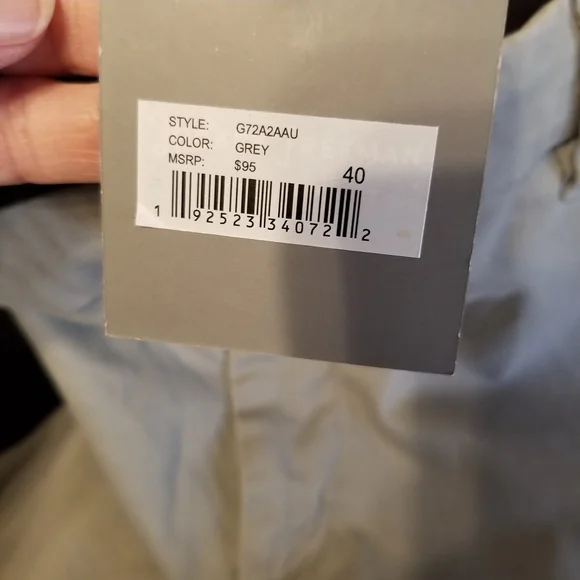 STYLE: G72A2AAU
COLOR: GREY
MSRP: $95 40
1 92523 34072 2